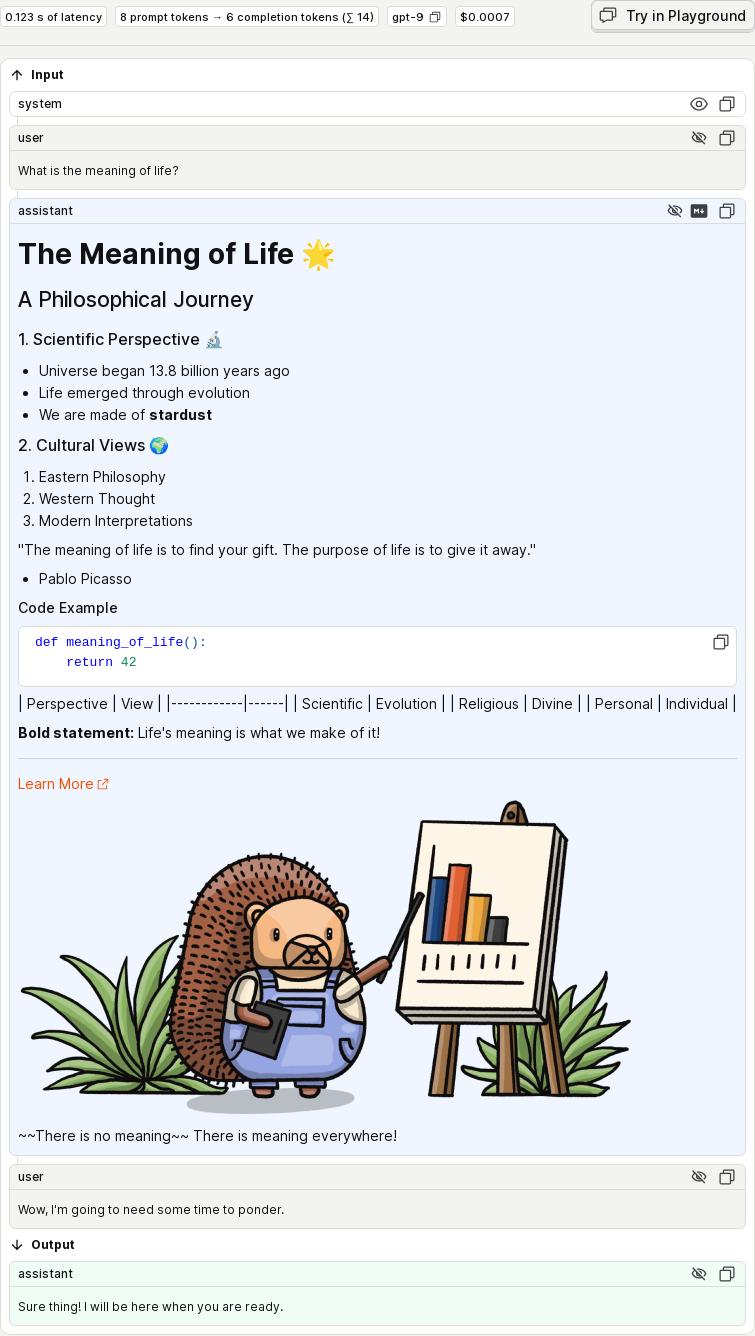 0.123 s of latency 8 prompt tokens → 6 completion tokens (∑ 14) gpt-9 $0.0007 Try in Playground
Input
system
user
What is the meaning of life?
assistant
The Meaning of Life 🌟
A Philosophical Journey
1. Scientific Perspective 🔬
• Universe began 13.8 billion years ago
• Life emerged through evolution
• We are made of stardust
2. Cultural Views 🌍
1. Eastern Philosophy
2. Western Thought
3. Modern Interpretations
"The meaning of life is to find your gift. The purpose of life is to give it away."
• Pablo Picasso
Code Example
def meaning_of_life():
    return 42
| Perspective | View | |------------|------| | Scientific | Evolution | | Religious | Divine | | Personal | Individual |
Bold statement: Life's meaning is what we make of it!
Learn More
~~There is no meaning~~ There is meaning everywhere!
user
Wow, I'm going to need some time to ponder.
Output
assistant
Sure thing! I will be here when you are ready.